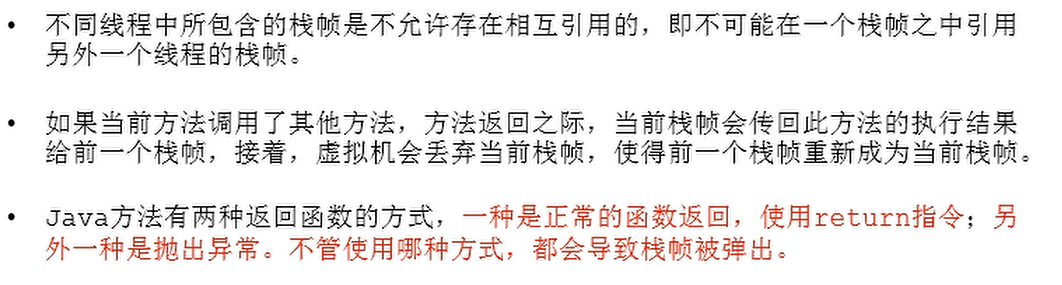 • 不同线程中所包含的栈帧是不允许存在相互引用的，即不可能在一个栈帧之中引用
另外一个线程的栈帧。
• 如果当前方法调用了其他方法，方法返回之际，当前栈帧会传回此方法的执行结果
给前一个栈帧，接着，虚拟机会丢弃当前栈帧，使得前一个栈帧重新成为当前栈帧。
• Java方法有两种返回函数的方式，一种是正常的函数返回，使用return指令；另
外一种是抛出异常。不管使用哪种方式，都会导致栈帧被弹出。